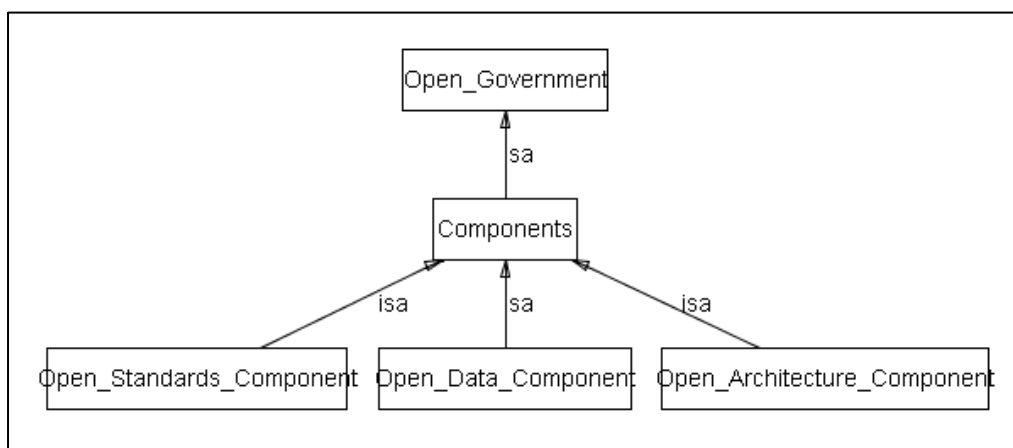 Open_Government
sa
Components
isa
sa
isa
Open_Standards_Component
Open_Data_Component
Open_Architecture_Component